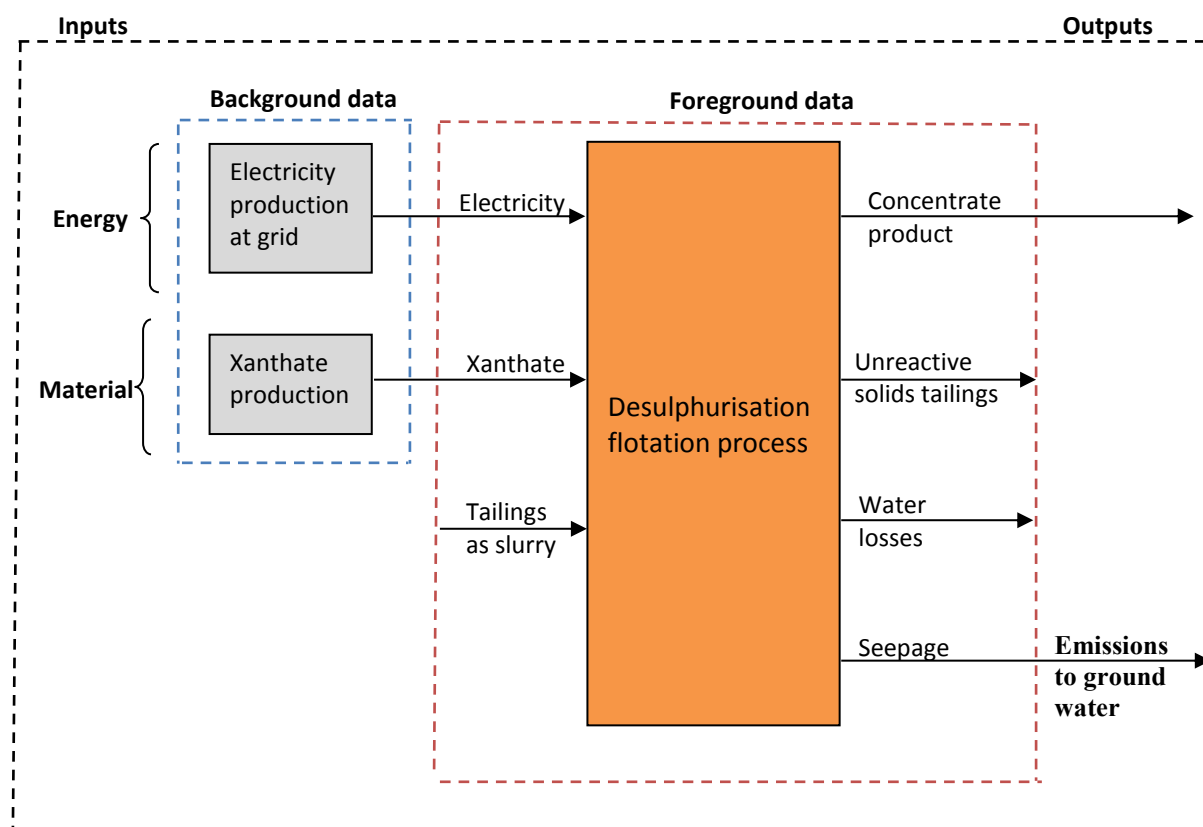 Inputs
Outputs
Background data
Foreground data
Energy
Electricity
production
at grid
Electricity
Concentrate
product
Material
Xanthate
production
Xanthate
Unreactive
solids tailings
Desulphurisation
flotation process
Tailings
as slurry
Water
losses
Seepage
Emissions
to ground
water